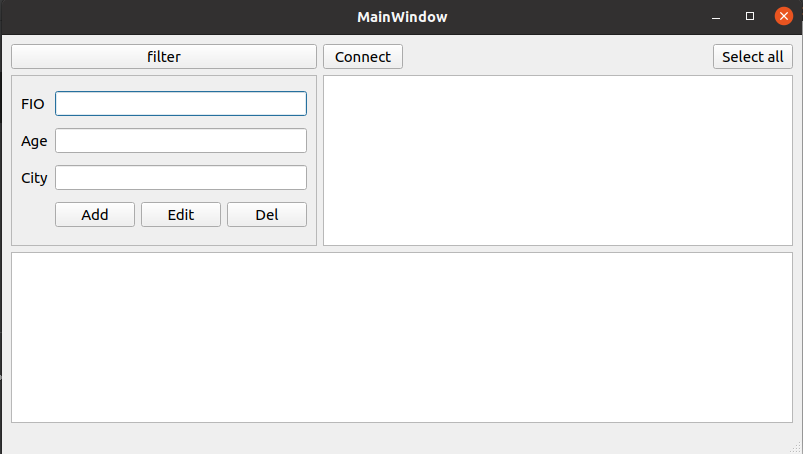 MainWindow
filter Connect Select all
FIO
Age
City
Add Edit Del